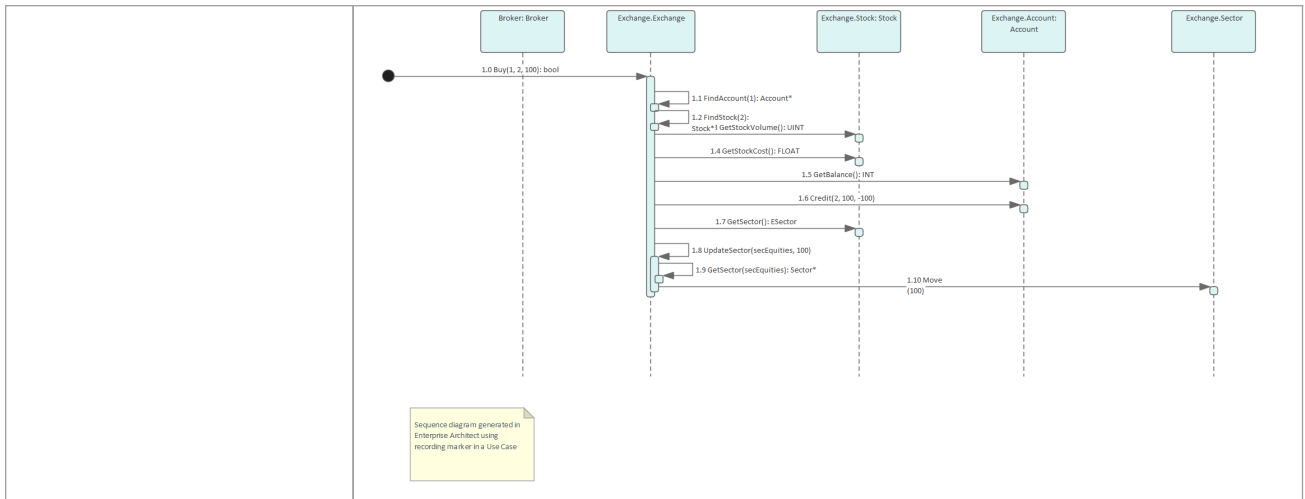 Broker: Broker
Exchange.Exchange
Exchange.Stock: Stock
Exchange.Account:
Account
Exchange.Sector
1.0 Buy(1, 2, 100): bool
1.1 FindAccount(1): Account*
1.2 FindStock(2):
Stock*
GetStockVolume(): UINT
1.4 GetStockCost(): FLOAT
1.5 GetBalance(): INT
1.6 Credit(2, 100, -100)
1.7 GetSector(): ESector
1.8 UpdateSector(secEquities, 100)
1.9 GetSector(secEquities): Sector*
1.10 Move
(100)
Sequence diagram generated in
Enterprise Architect using
recording marker in a Use Case